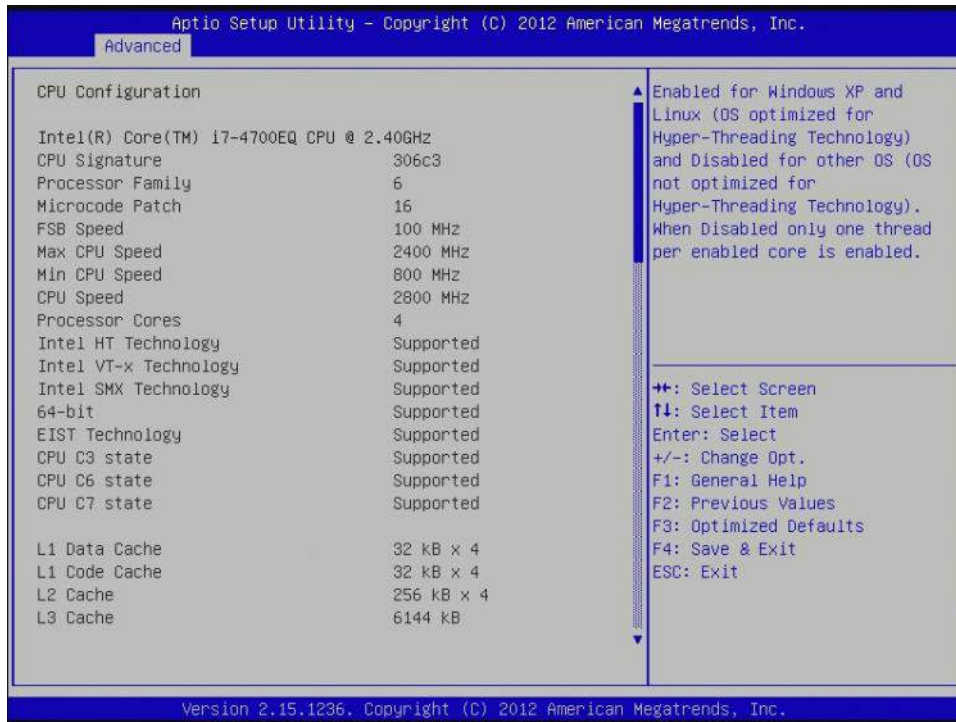 Aptio Setup Utility – Copyright (C) 2012 American Megatrends, Inc.
Advanced
CPU Configuration
Intel(R) Core(TM) i7-4700EQ CPU @ 2.40GHz
CPU Signature 306c3
Processor Family 6
Microcode Patch 16
FSB Speed 100 MHz
Max CPU Speed 2400 MHz
Min CPU Speed 800 MHz
CPU Speed 2800 MHz
Processor Cores 4
Intel HT Technology Supported
Intel VT-x Technology Supported
Intel SMX Technology Supported
64-bit Supported
EIST Technology Supported
CPU C3 state Supported
CPU C6 state Supported
CPU C7 state Supported
L1 Data Cache 32 kB x 4
L1 Code Cache 32 kB x 4
L2 Cache 256 kB x 4
L3 Cache 6144 kB
Enabled for Windows XP and
Linux (OS optimized for
Hyper-Threading Technology)
and Disabled for other OS (OS
not optimized for
Hyper-Threading Technology).
When Disabled only one thread
per enabled core is enabled.
→←: Select Screen
↑↓: Select Item
Enter: Select
+/-: Change Opt.
F1: General Help
F2: Previous Values
F3: Optimized Defaults
F4: Save & Exit
ESC: Exit
Version 2.15.1236. Copyright (C) 2012 American Megatrends, Inc.